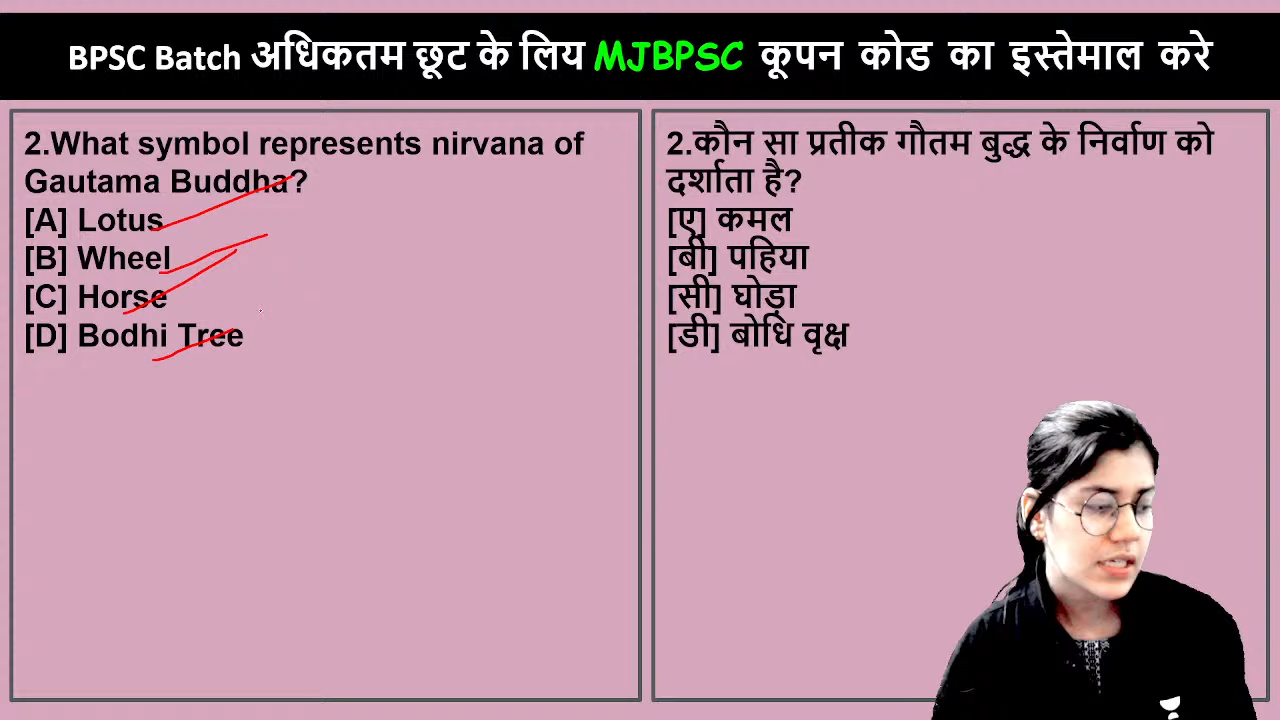 BPSC Batch अधिकतम छूट के लिय MJBPSC कूपन कोड का इस्तेमाल करे
2.What symbol represents nirvana of
Gautama Buddha?
[A] Lotus
[B] Wheel
[C] Horse
[D] Bodhi Tree
2.कौन सा प्रतीक गौतम बुद्ध के निर्वाण को
दर्शाता है?
[ए] कमल
[बी] पहिया
[सी] घोड़ा
[डी] बोधि वृक्ष